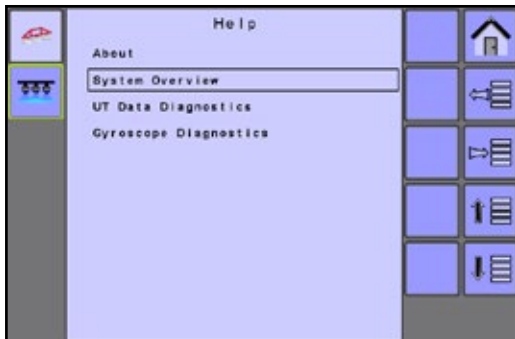 Help
About
System Overview
UT Data Diagnostics
Gyroscope Diagnostics